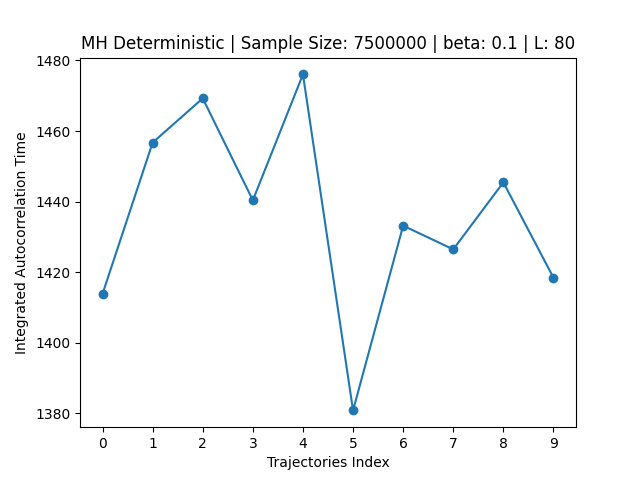 MH Deterministic | Sample Size: 7500000 | beta: 0.1 | L: 80
1480
1460
1440
1420
1400
1380
Integrated Autocorrelation Time
0 1 2 3 4 5 6 7 8 9
Trajectories Index